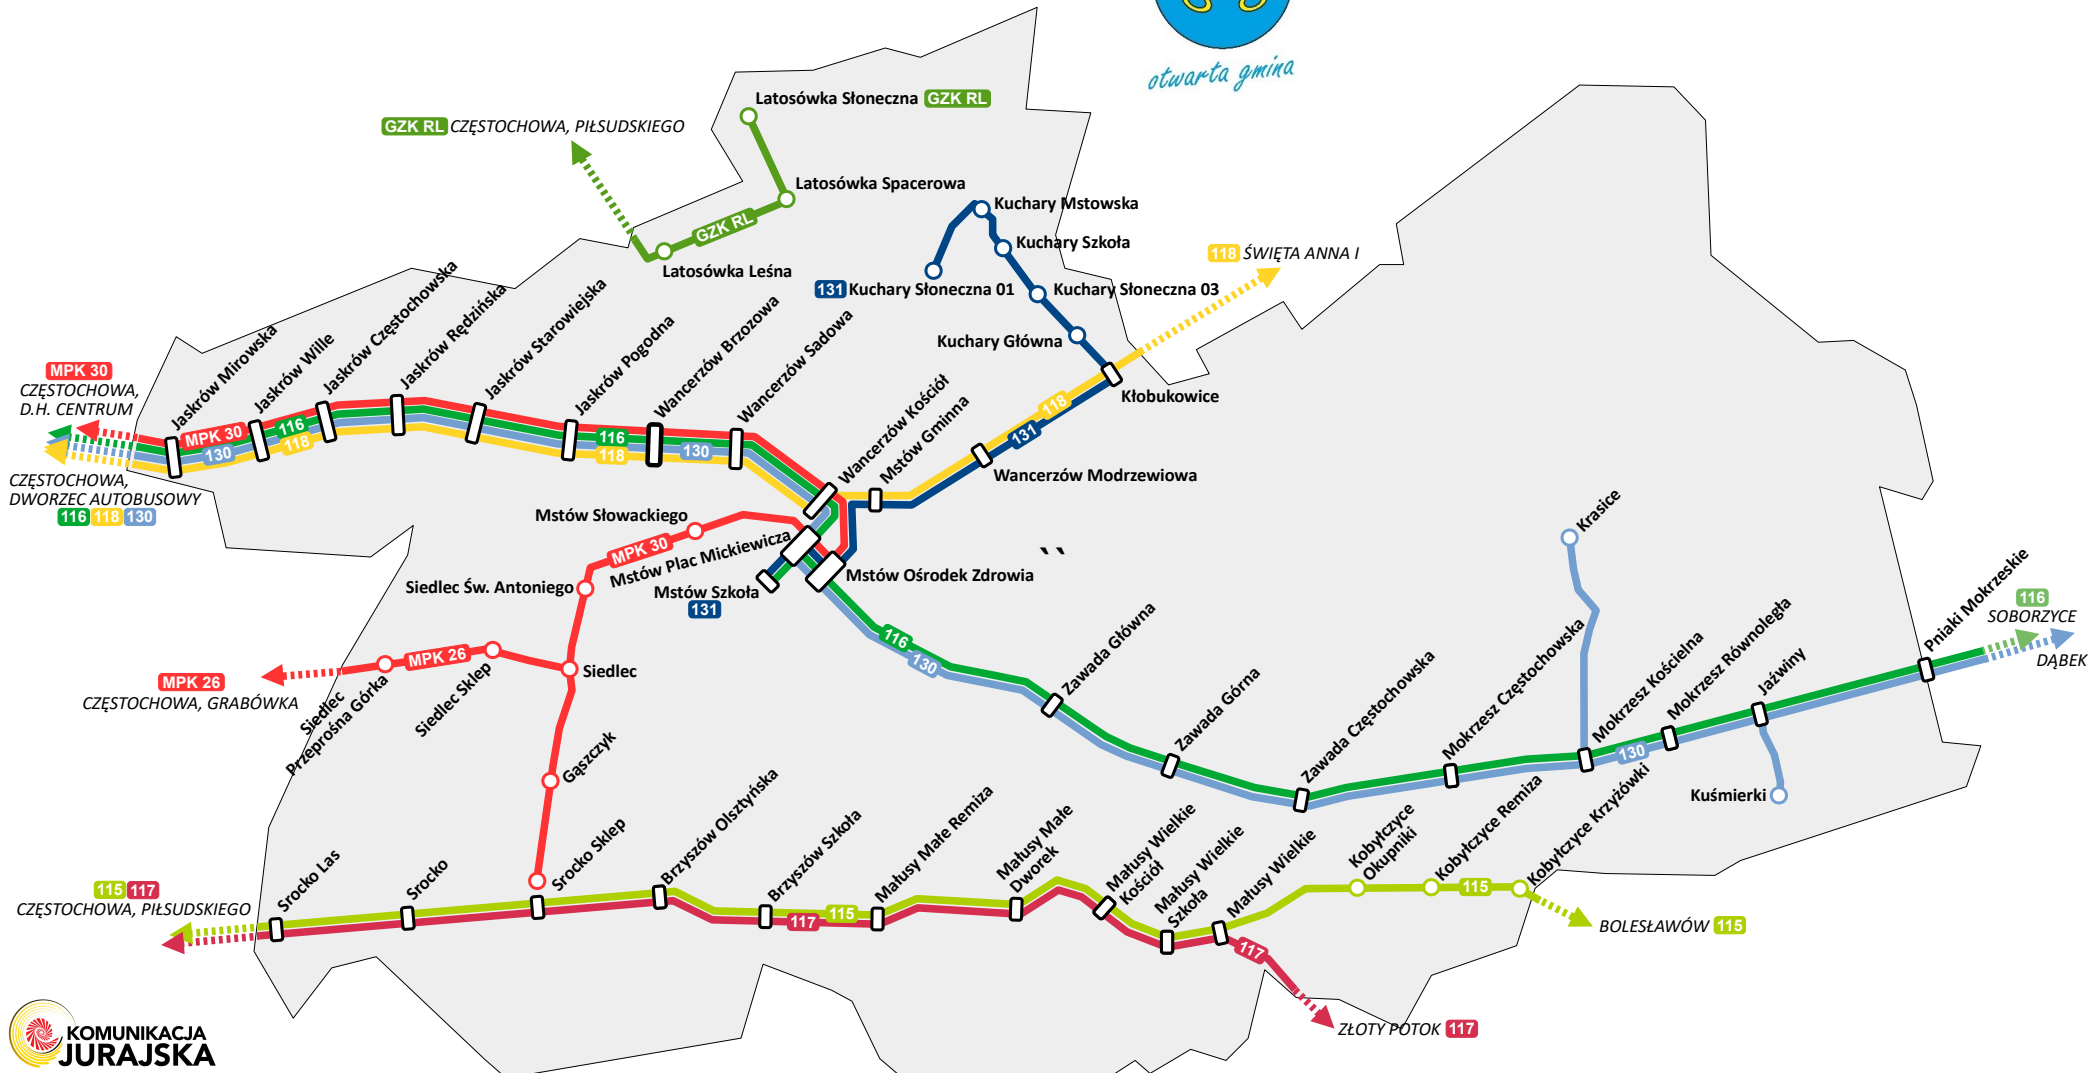 otwarta gmina
Latosówka Słoneczna GZK RL
GZK RL CZĘSTOCHOWA, PIŁSUDSKIEGO
Latosówka Spacerowa
GZK RL
Latosówka Leśna
Kuchary Mstowska
Kuchary Szkoła
118 ŚWIĘTA ANNA I
131 Kuchary Słoneczna 01
Kuchary Słoneczna 03
Kuchary Główna
Kłobukowice
118
131
Wancerzów Modrzewiowa
MPK 30
CZĘSTOCHOWA,
D.H. CENTRUM
Jaskrów Mirowska
Jaskrów Wille
Jaskrów Częstochowska
Jaskrów Rędzińska
Jaskrów Starowiejska
Jaskrów Pogodna
Wancerzów Brzozowa
Wancerzów Sadowa
Wancerzów Kościół
Mstów Gminna
MPK 30
116
130
118
116
118
130
CZĘSTOCHOWA,
DWORZEC AUTOBUSOWY
116 118 130
Mstów Słowackiego
MPK 30
Mstów Plac Mickiewicza
Mstów Ośrodek Zdrowia
Mstów Szkoła
131
Siedlec Św. Antoniego
MPK 26
MPK 26
CZĘSTOCHOWA, GRABÓWKA
Siedlec
Przeprośna Górka
Siedlec Sklep
Siedlec
Gąszczyk
116
130
Zawada Główna
Zawada Górna
Zawada Częstochowska
Mokrzesz Częstochowska
Krasice
Mokrzesz Kościelna
130
Mokrzesz Równoległa
Jaźwiny
Kuśmierki
Pniaki Mokrzeskie
116
SOBORZYCE
DĄBEK
115 117
CZĘSTOCHOWA, PIŁSUDSKIEGO
Srocko Las
Srocko
Srocko Sklep
Brzyszów Olsztyńska
Brzyszów Szkoła
117
115
Małusy Małe Remiza
Małusy Małe
Dworek
Małusy Wielkie
Kościół
Małusy Wielkie
Szkoła
Małusy Wielkie
Kobyłczyce
Okupniki
Kobyłczyce Remiza
115
Kobyłczyce Krzyżówki
BOLESŁAWÓW 115
117
ZŁOTY POTOK 117
KOMUNIKACJA
JURAJSKA